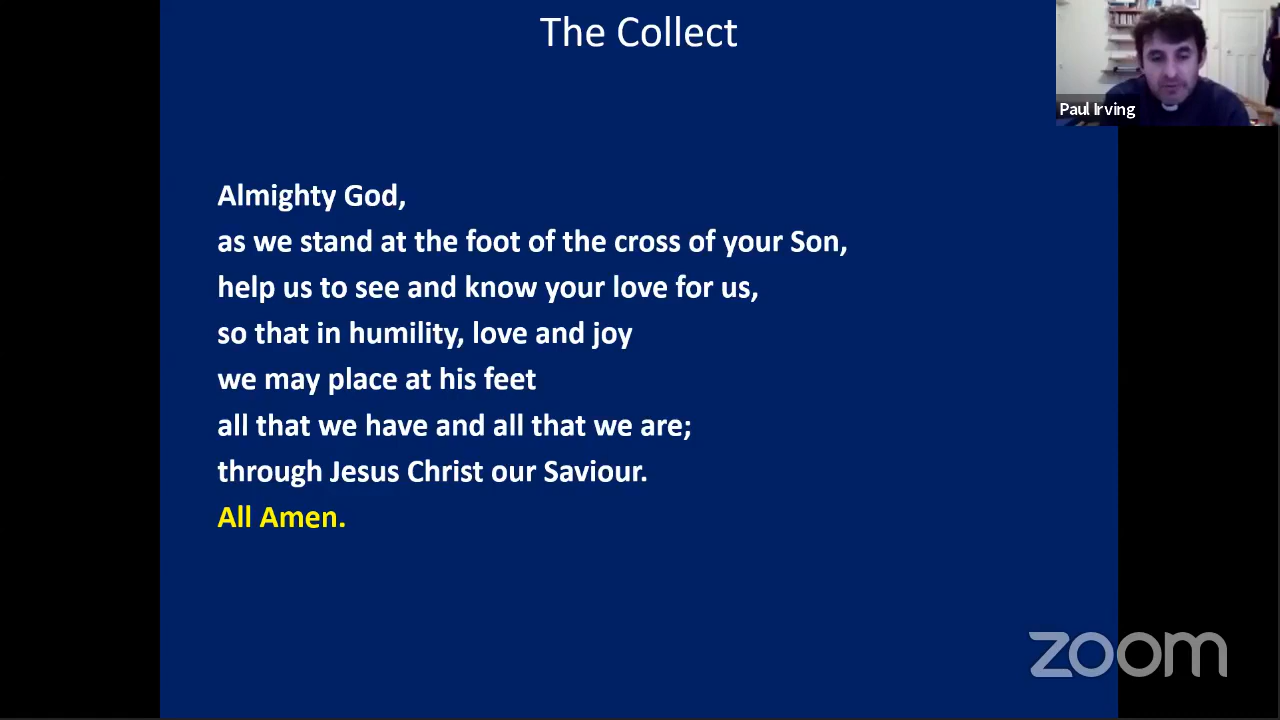 The Collect
Paul Irving
Almighty God,
as we stand at the foot of the cross of your Son,
help us to see and know your love for us,
so that in humility, love and joy
we may place at his feet
all that we have and all that we are;
through Jesus Christ our Saviour.
All Amen.
zoom